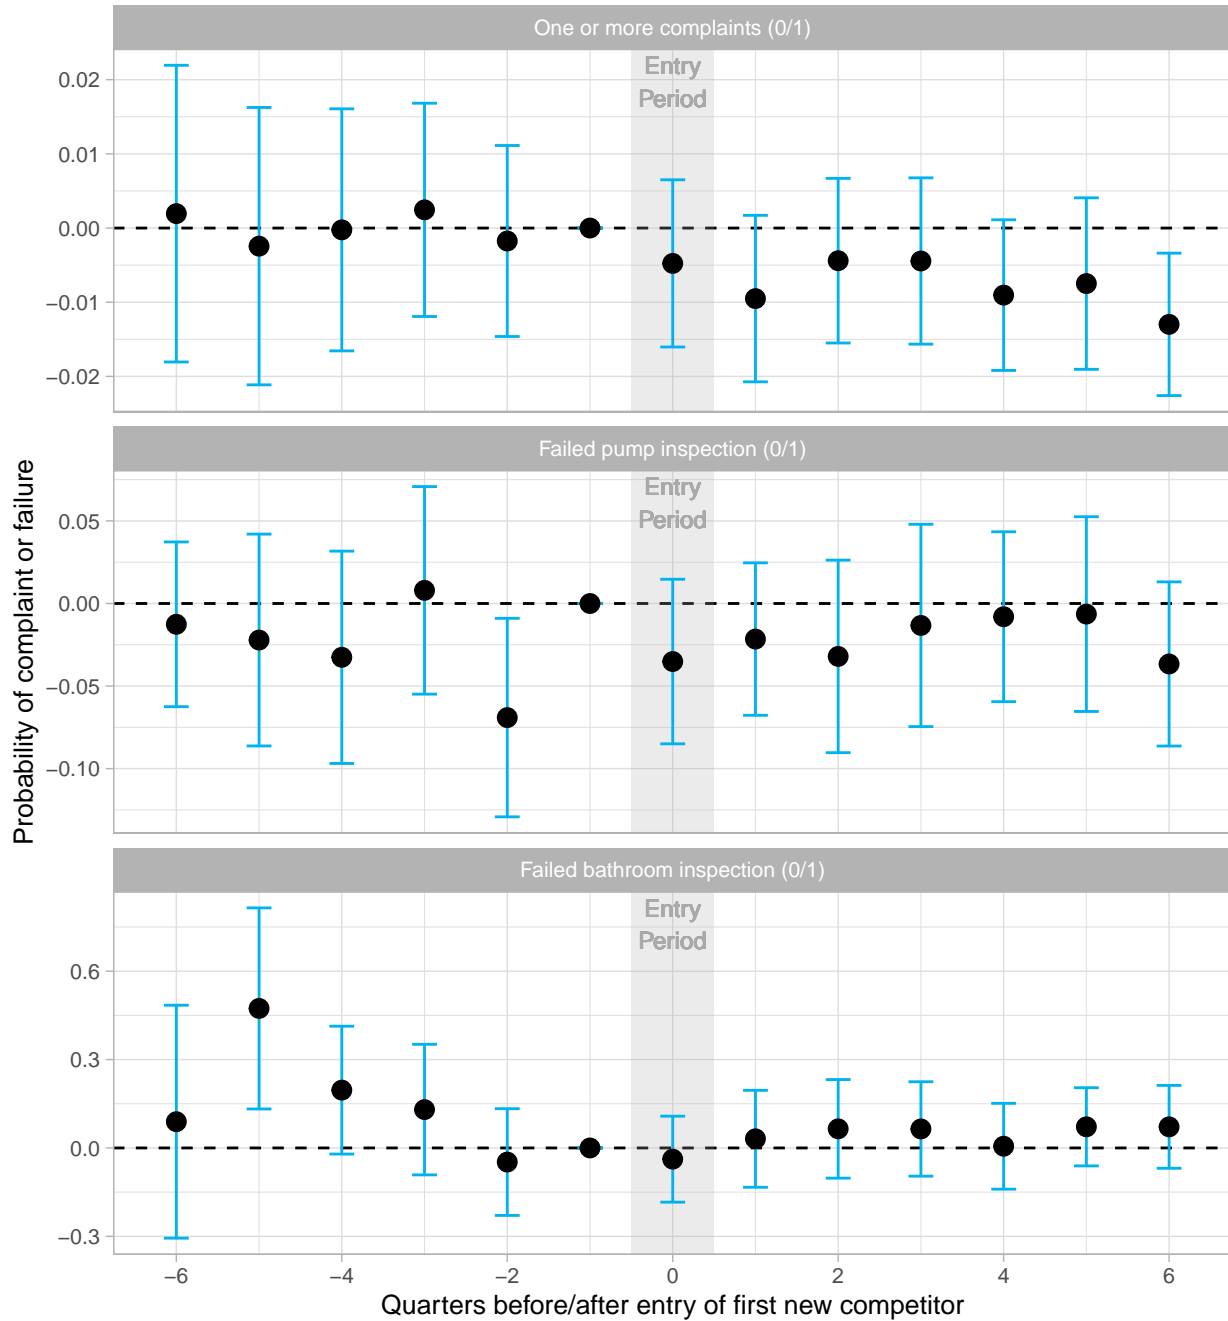 One or more complaints (0/1)
Entry
Period
0.02
0.01
0.00
−0.01
−0.02
Failed pump inspection (0/1)
Entry
Period
0.05
0.00
−0.05
−0.10
Probability of complaint or failure
Failed bathroom inspection (0/1)
Entry
Period
0.6
0.3
0.0
−0.3
−6 −4 −2 0 2 4 6
Quarters before/after entry of first new competitor